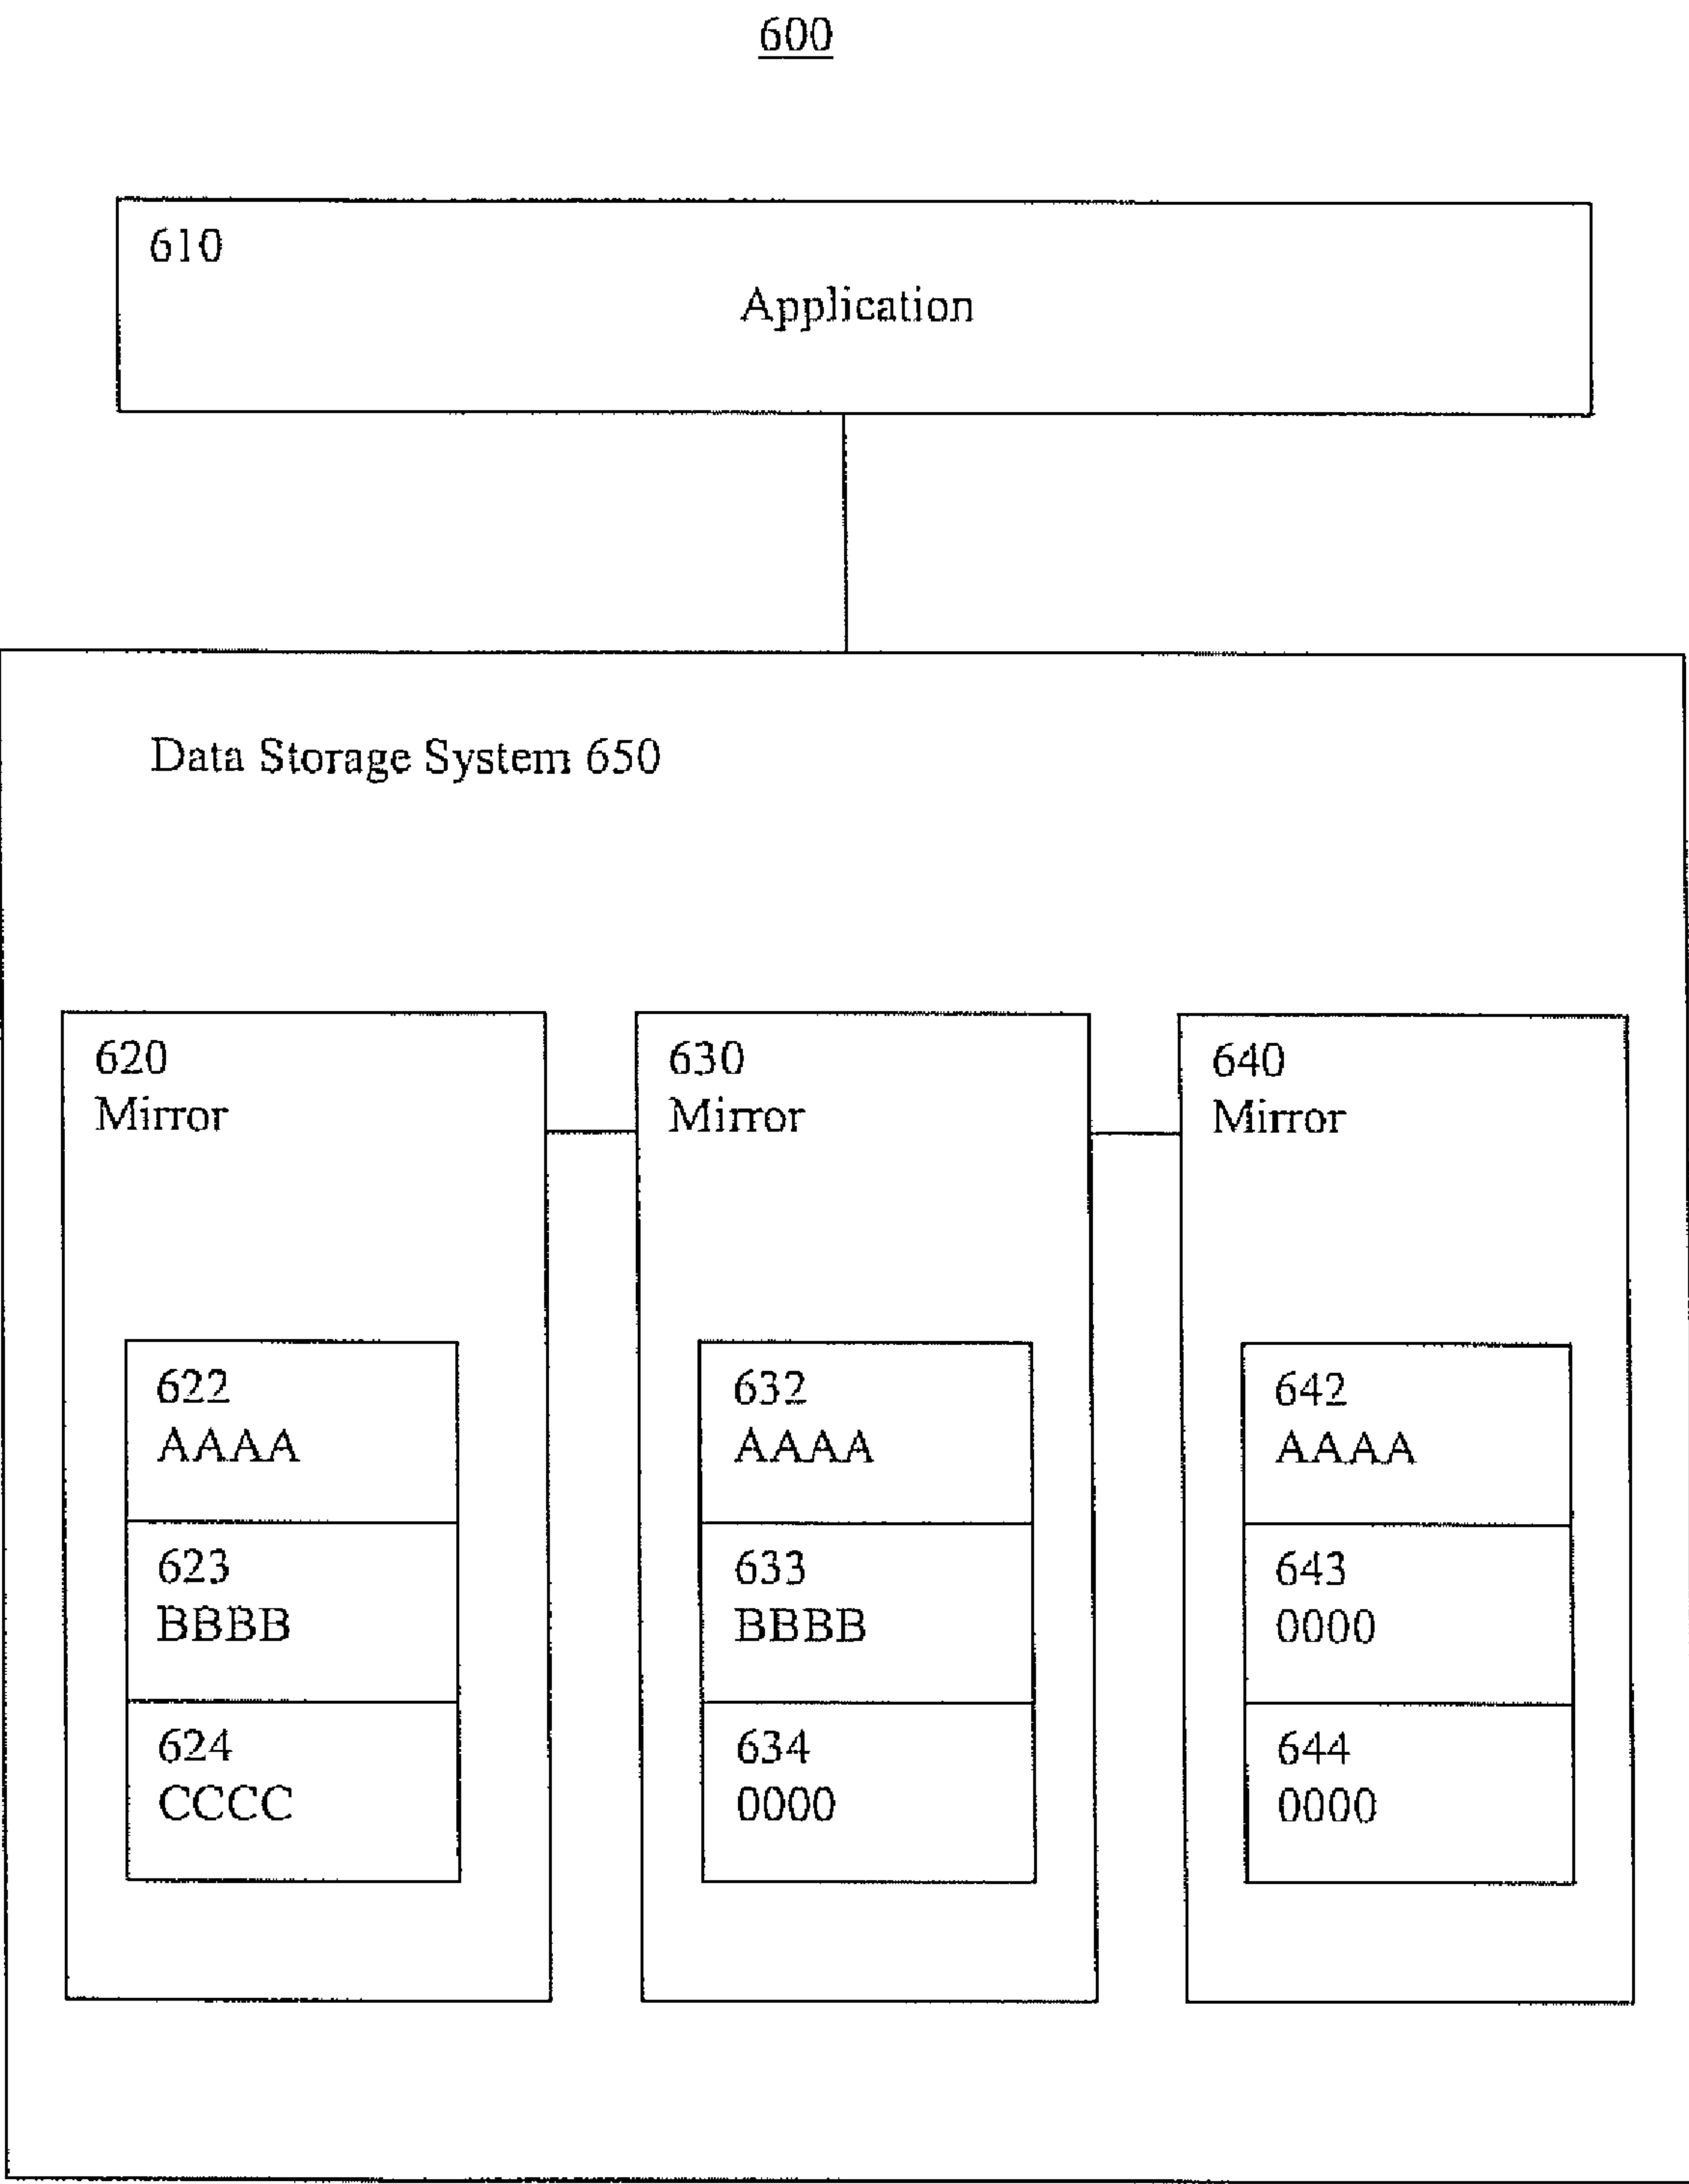 600
610
Application
Data Storage System 650
620
Mirror
630
Mirror
640
Mirror
622
AAAA
623
BBBB
624
CCCC
632
AAAA
633
BBBB
634
0000
642
AAAA
643
0000
644
0000